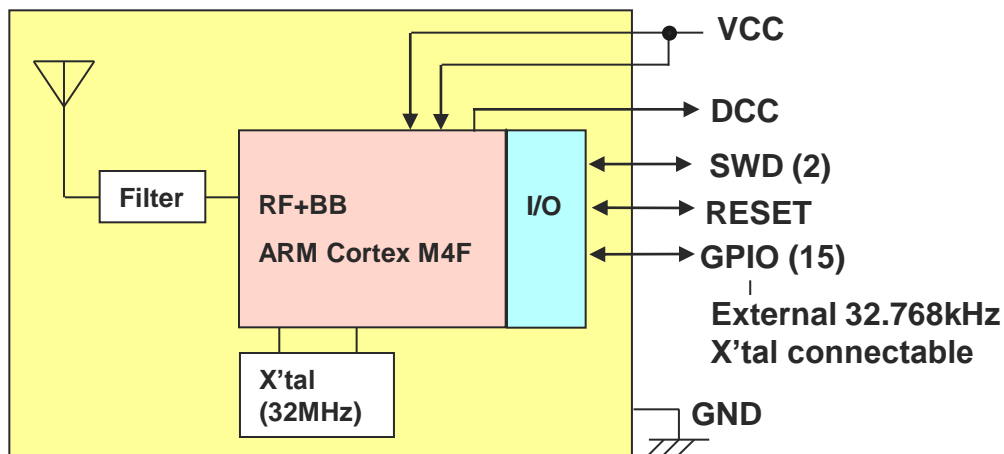 VCC
DCC
Filter
RF+BB
ARM Cortex M4F
I/O
SWD (2)
RESET
GPIO (15)
External 32.768kHz
X'tal connectable
X'tal
(32MHz)
GND